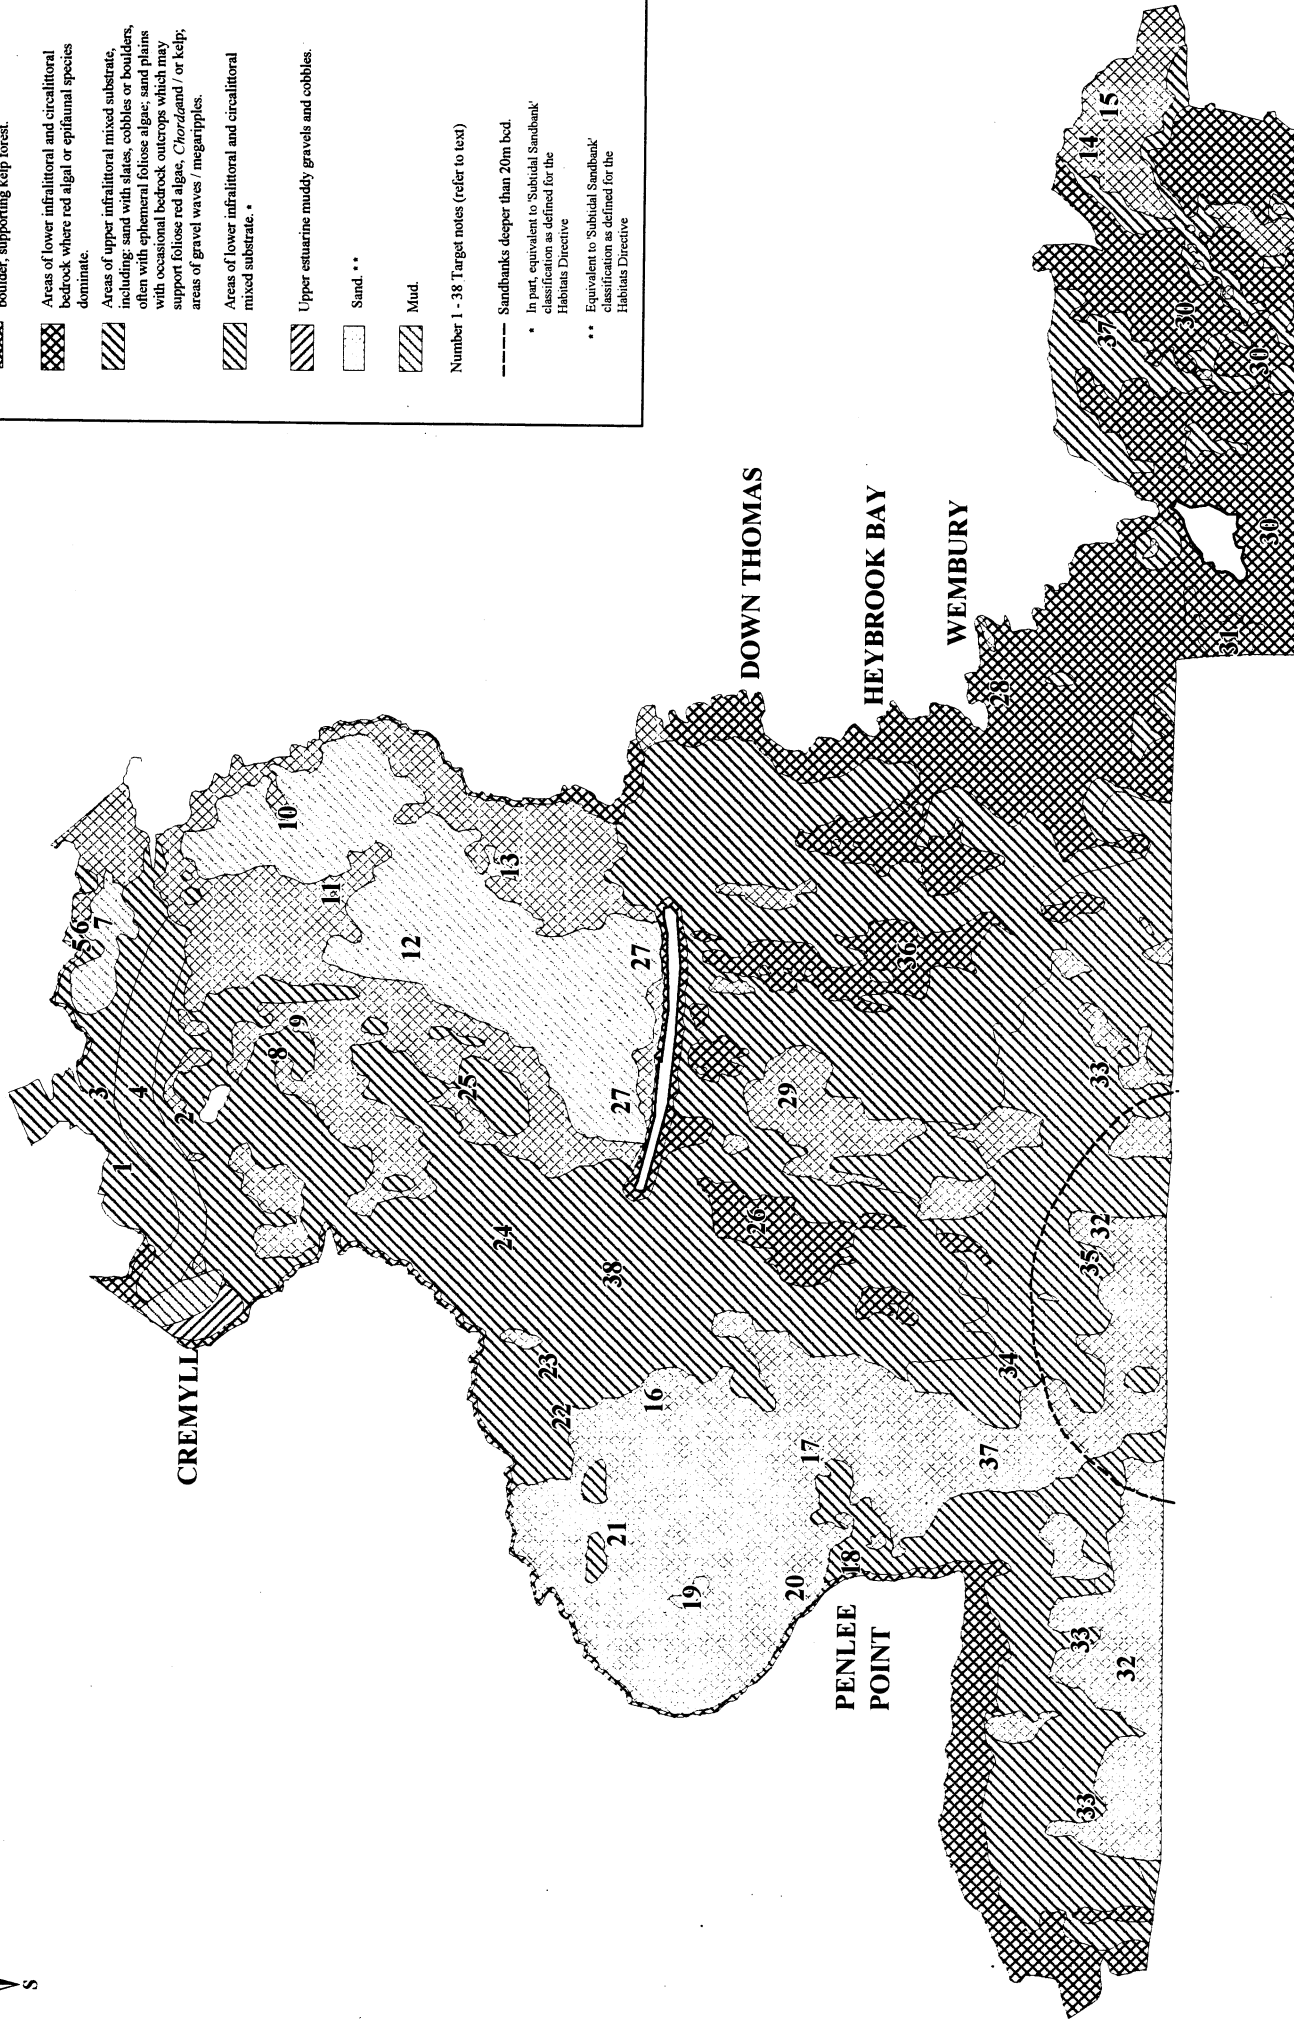 boulder, supporting kelp forest.
Areas of lower infralittoral and circalittoral
bedrock where red algal or epifaunal species
dominate.
Areas of upper infralittoral mixed substrate,
including: sand with slates, cobbles or boulders,
often with ephemeral foliose algae; sand plains
with occasional bedrock outcrops which may
support foliose red algae, Chorda and / or kelp;
areas of gravel waves / megaripples.
Areas of lower infralittoral and circalittoral
mixed substrate. *
Upper estuarine muddy gravels and cobbles.
Sand. **
Mud.
Number 1 - 38 Target notes (refer to text)
Sandbanks deeper than 20m bcd.
* In part, equivalent to 'Subtidal Sandbank'
classification as defined for the
Habitats Directive
** Equivalent to 'Subtidal Sandbank'
classification as defined for the
Habitats Directive
S
CREMYLL
PENLEE
POINT
DOWN THOMAS
HEYBROOK BAY
WEMBURY
1
2
3
4
5
6
7
8
9
10
11
12
13
14
15
16
17
18
19
20
21
22
23
24
25
26
27
27
28
29
30
30
30
31
32
32
33
33
33
34
35
36
37
37
38